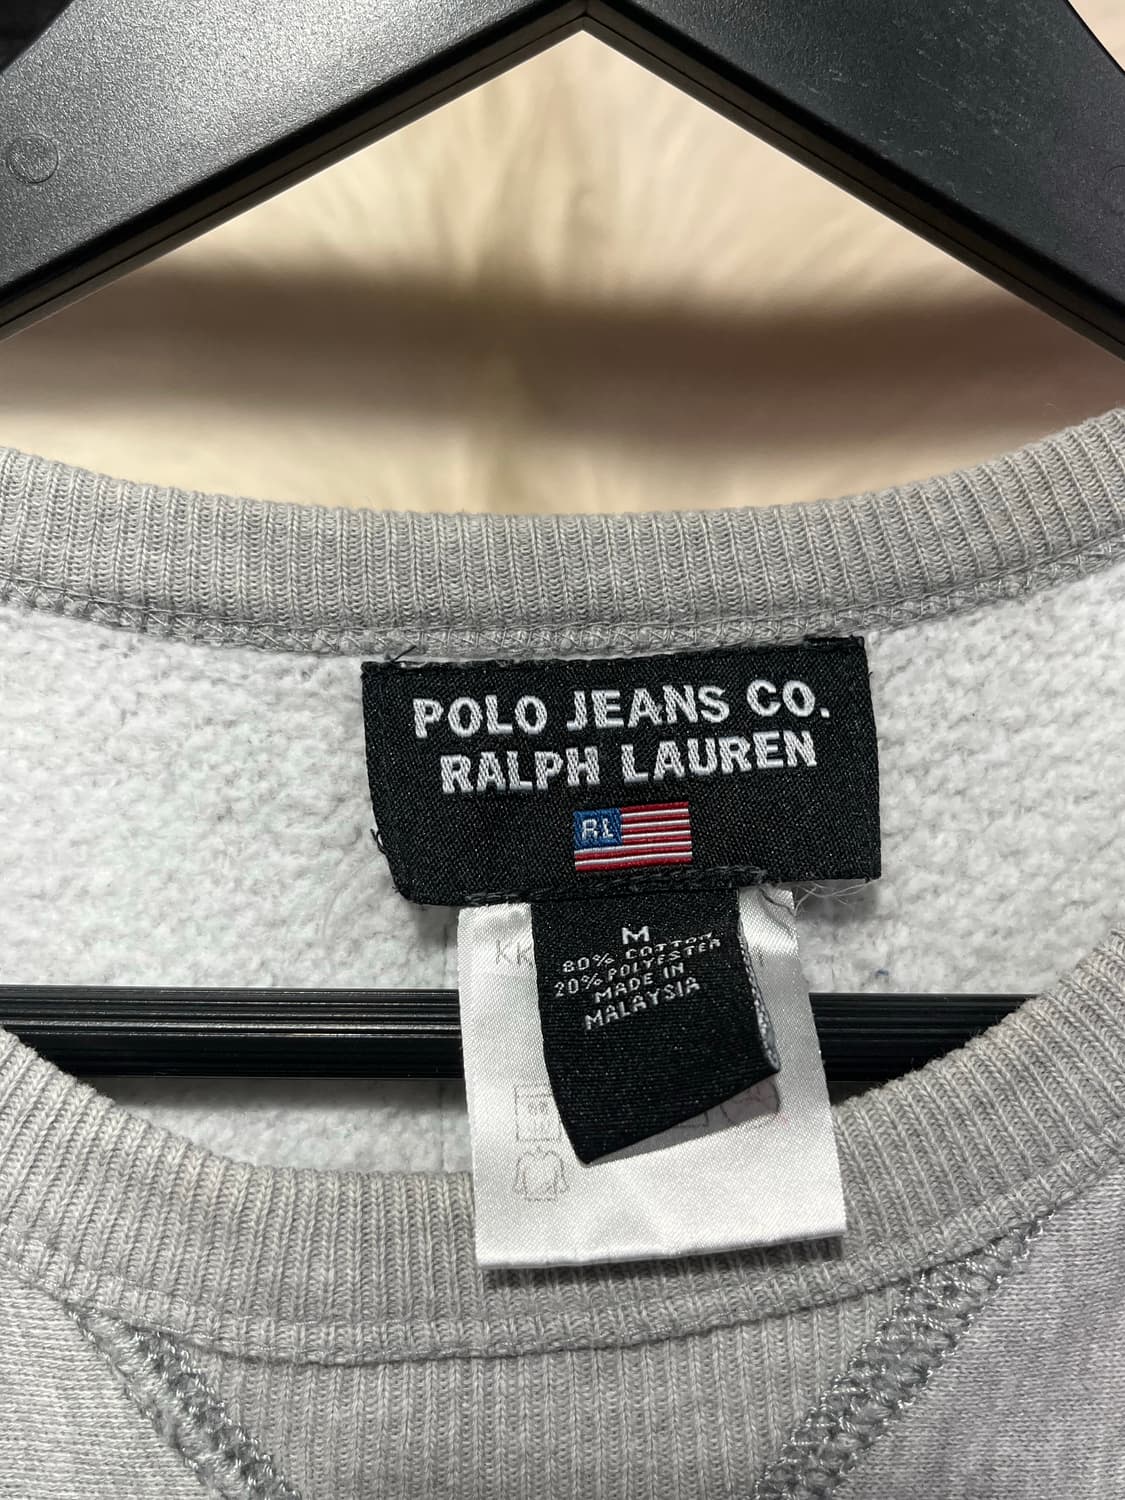 POLO JEANS CO.
RALPH LAUREN
RL
M
80% COTTON
20% POLYESTER
MADE IN
MALAYSIA